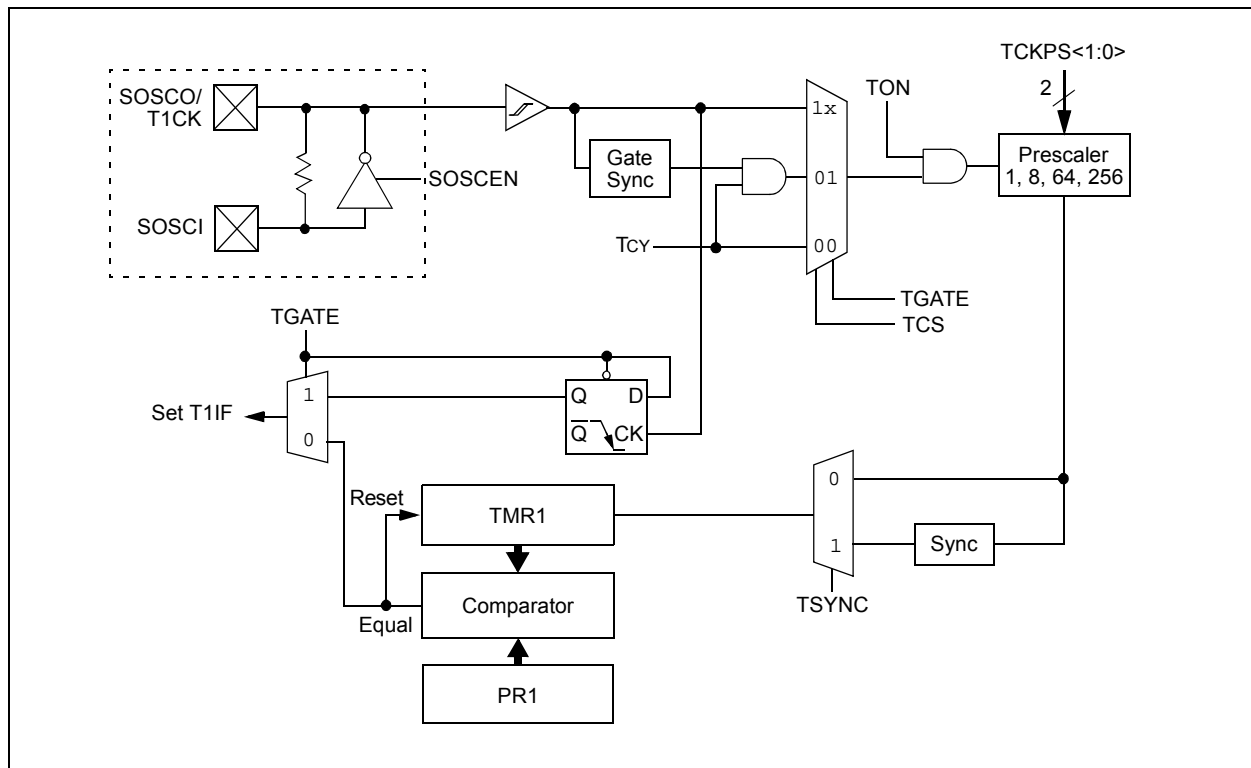 TCKPS<1:0>
2
SOSCO/
T1CK
TON
1x
Gate
Sync
Prescaler
1, 8, 64, 256
SOSCEN
01
SOSCI
TCY
00
TGATE
TCS
TGATE
1
Q
D
Set T1IF
0
Q
CK
Reset
TMR1
0
1
Sync
Comparator
TSYNC
Equal
PR1